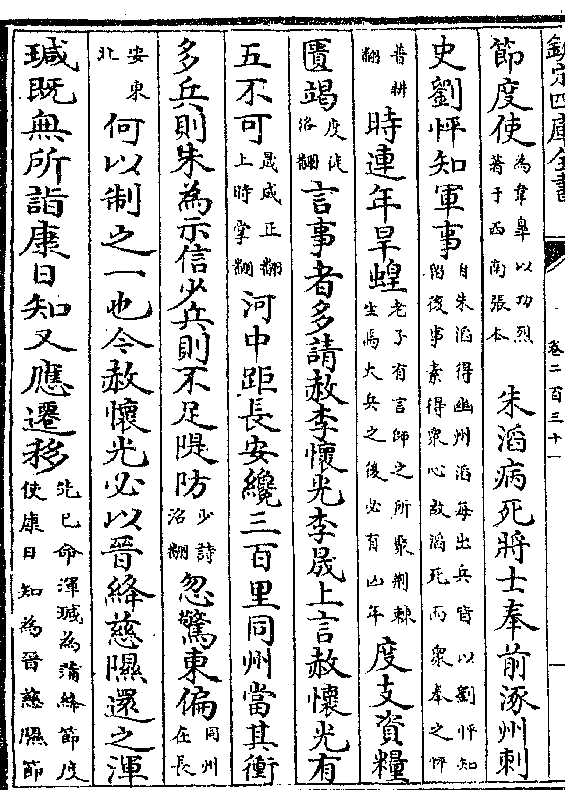 欽定四庫全書
卷二百三十一
節度使為韋臯以功烈著于西南張本朱滔病死將士奉前涿州刺
史劉怦知軍事自朱滔得幽州滔每出兵皆以劉怦知留後事素得衆心故滔死而衆奉之怦
普耕翻時連年旱蝗老子有言師之所聚荆棘生焉大兵之後必有凶年度支資糧
匱竭度徒洛翻言事者多請赦李懷光李晟上言赦懷光有
五不可晟成正翻上時掌翻河中距長安纔三百里同州當其衝
多兵則未為示信少兵則不足隄防少詩沼翻忽驚東偏同州在長
安東北何以制之一也今赦懷光必以晉絳慈隰還之渾
瑊既無所詣康日知又應遷移先已命渾瑊為蒲絳節度使康日知為晉慈隰節